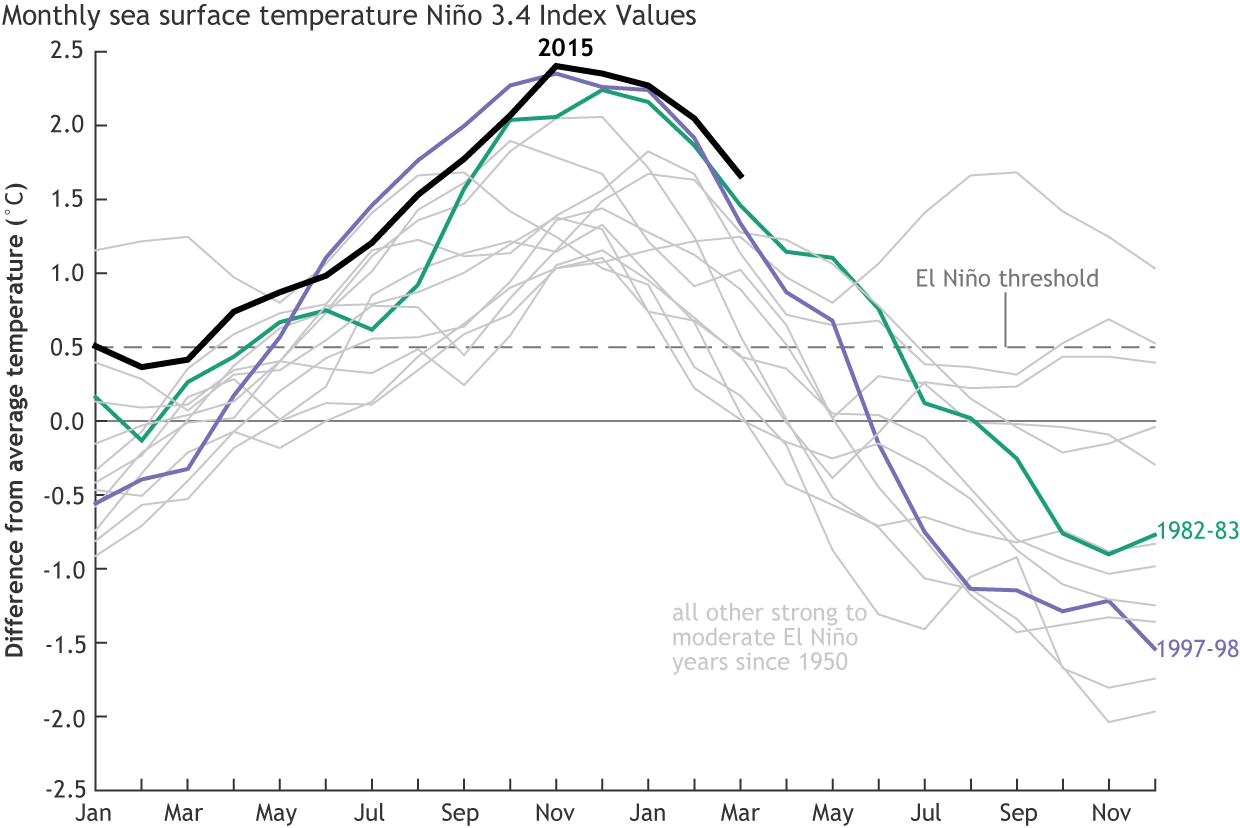 Monthly sea surface temperature Niño 3.4 Index Values
2015
2.5
2.0
1.5
1.0
0.5
0.0
-0.5
-1.0
-1.5
-2.0
-2.5
Difference from average temperature (˚C)
El Niño threshold
1982-83
all other strong to
moderate El Niño
years since 1950
1997-98
Jan Mar May Jul Sep Nov Jan Mar May Jul Sep Nov